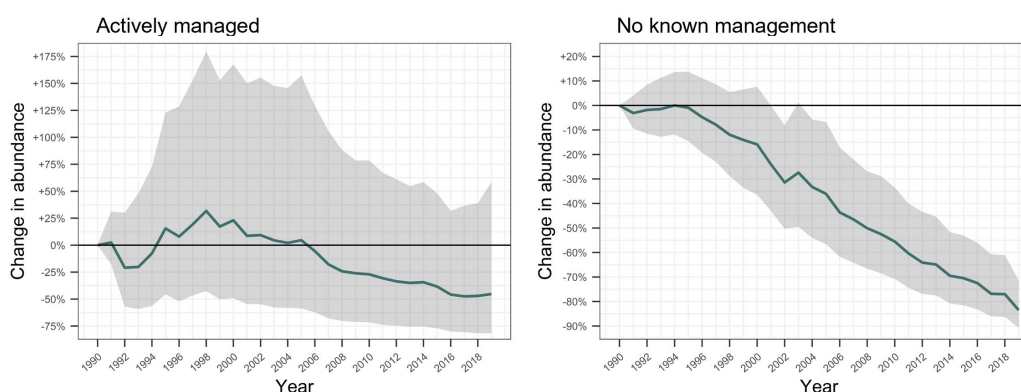 Actively managed
Change in abundance
+175%
+150%
+125%
+100%
+75%
+50%
+25%
0%
-25%
-50%
-75%
1990 1992 1994 1996 1998 2000 2002 2004 2006 2008 2010 2012 2014 2016 2018
Year
No known management
Change in abundance
+20%
+10%
0%
-10%
-20%
-30%
-40%
-50%
-60%
-70%
-80%
-90%
1990 1992 1994 1996 1998 2000 2002 2004 2006 2008 2010 2012 2014 2016 2018
Year